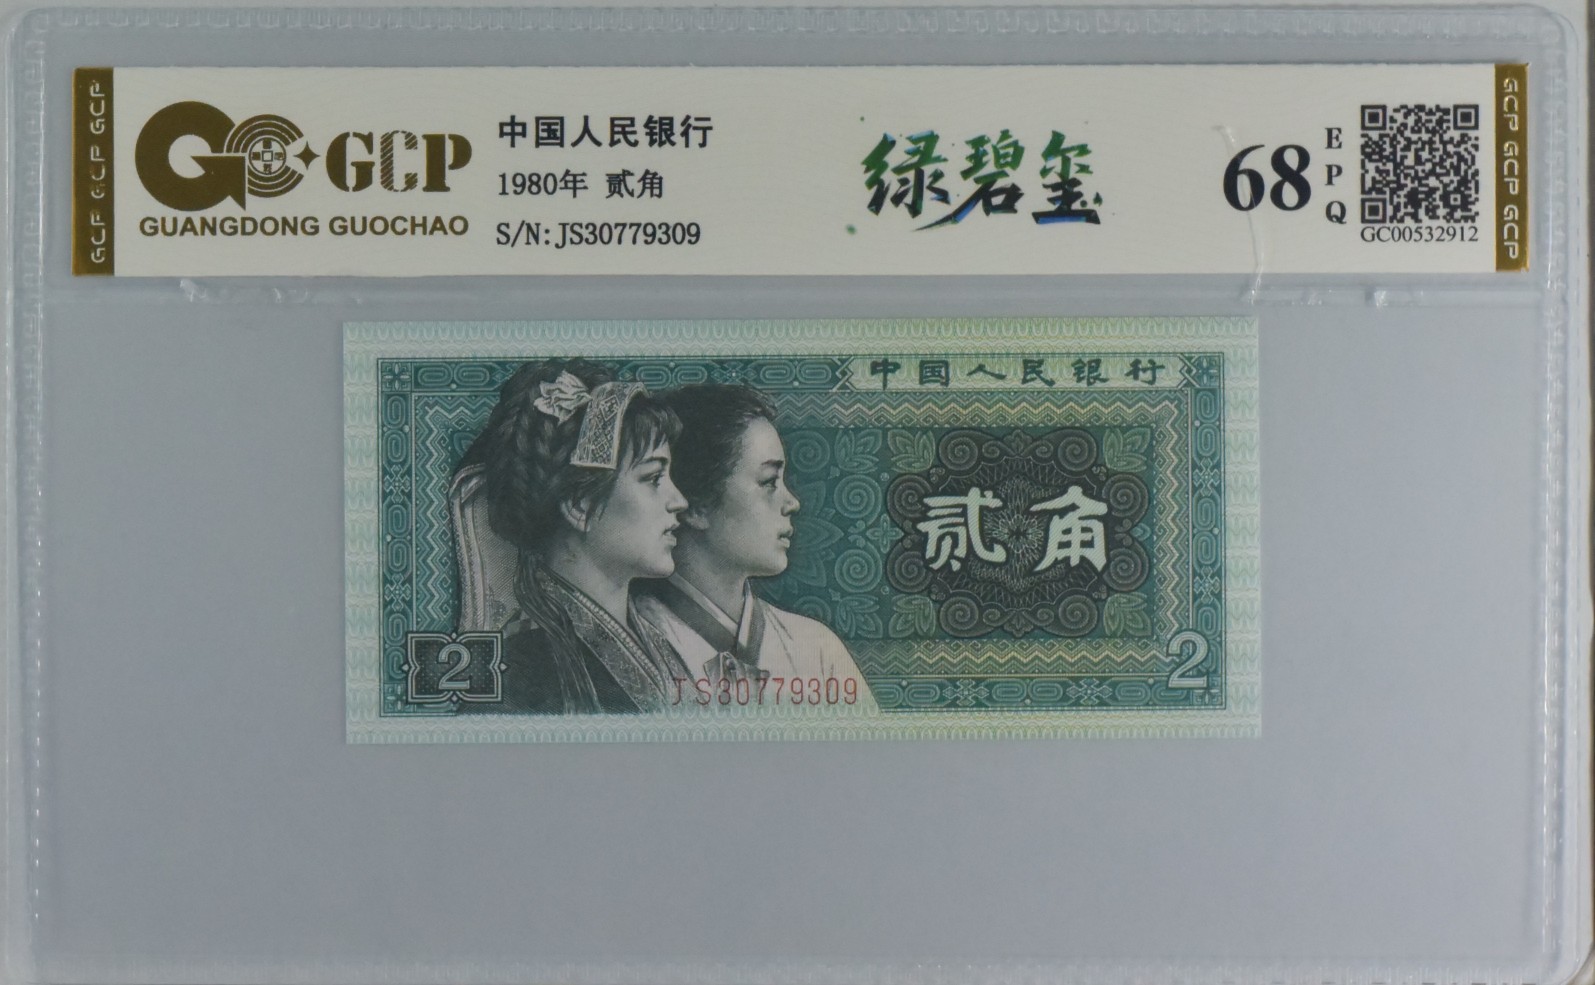 GCP GCP GCP
GCP
GUANGDONG GUOCHAO
中国人民银行
1980年 贰角
S/N:JS30779309
绿碧玺
68
EPQ
GC00532912
GCP GCP GCP
中国人民银行
贰角
2
2
JS30779309